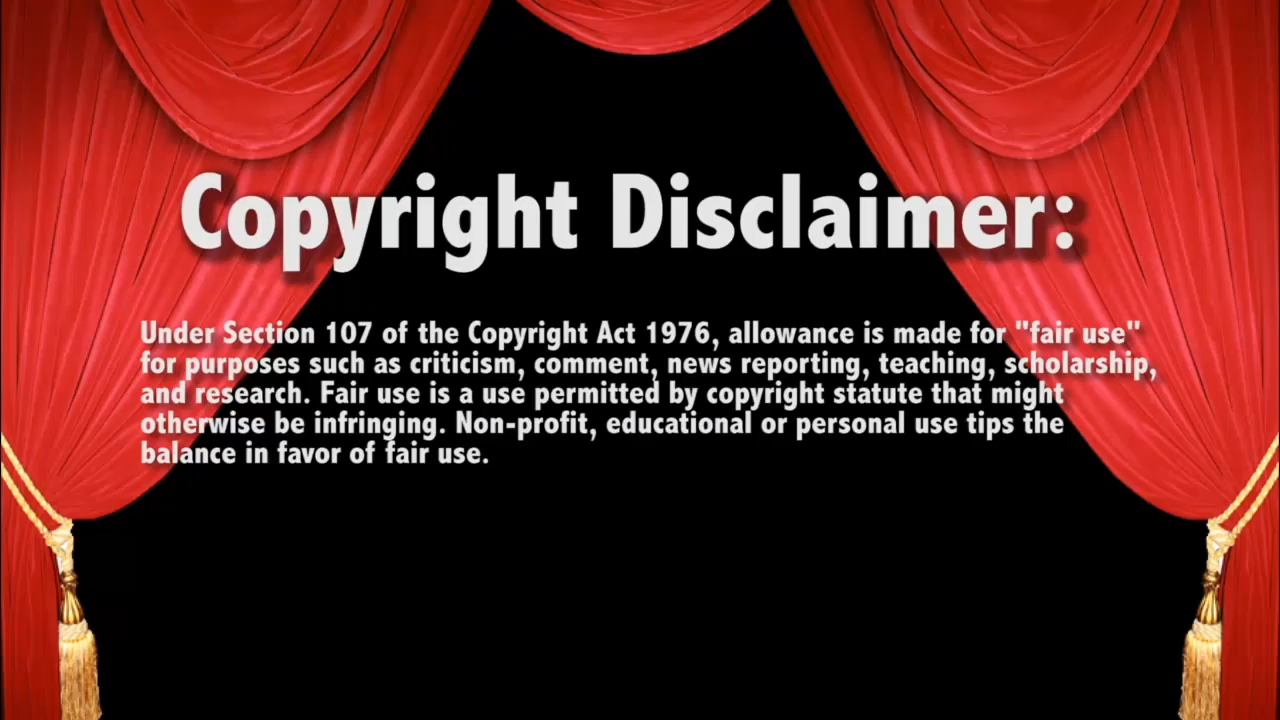 Copyright Disclaimer:
Under Section 107 of the Copyright Act 1976, allowance is made for "fair use"
for purposes such as criticism, comment, news reporting, teaching, scholarship,
and research. Fair use is a use permitted by copyright statute that might
otherwise be infringing. Non-profit, educational or personal use tips the
balance in favor of fair use.